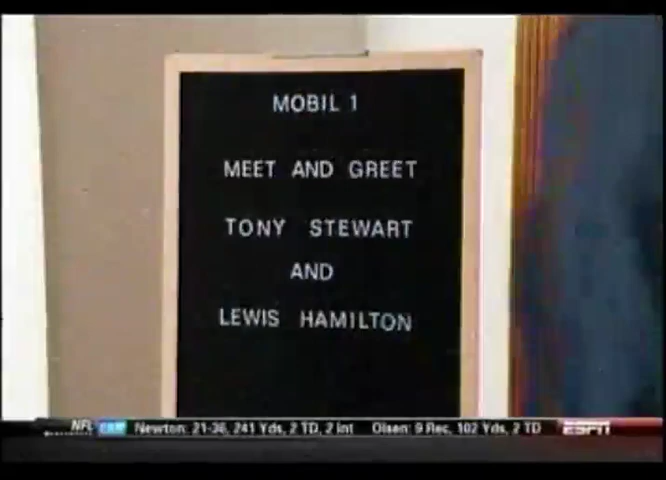 MOBIL 1
MEET AND GREET
TONY STEWART
AND
LEWIS HAMILTON
NFL CAR Newton: 21-36, 241 Yds, 2 TD, 2 Int Olsen: 9 Rec, 102 Yds, 2 TD ESPN